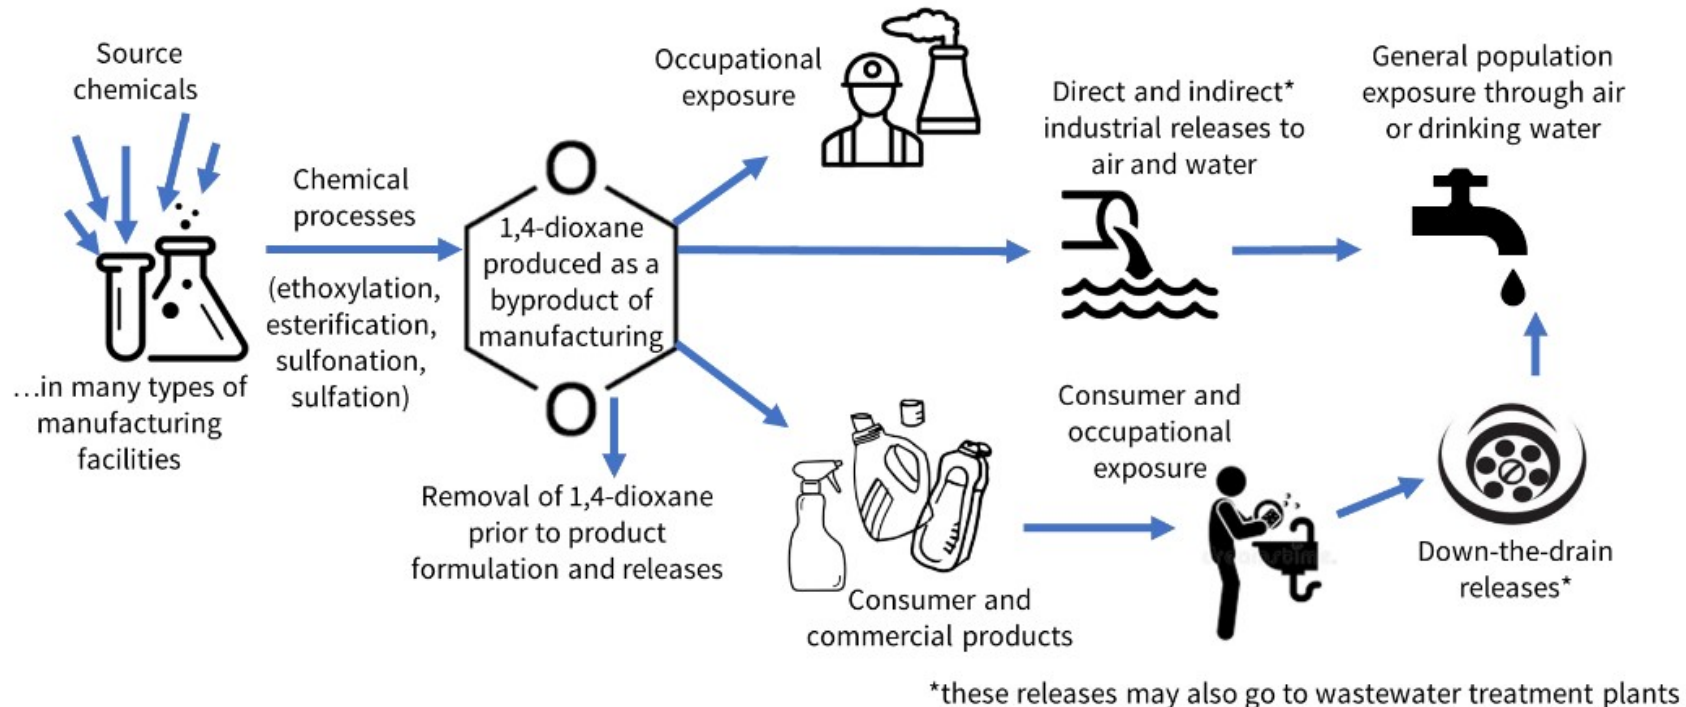 Source
chemicals
…in many types of
manufacturing
facilities
Chemical
processes
(ethoxylation,
esterification,
sulfonation,
sulfation)
O
1,4-dioxane
produced as a
byproduct of
manufacturing
O
Removal of 1,4-dioxane
prior to product
formulation and releases
Occupational
exposure
Direct and indirect*
industrial releases to
air and water
General population
exposure through air
or drinking water
Consumer and
commercial products
Consumer and
occupational
exposure
Down-the-drain
releases*
*these releases may also go to wastewater treatment plants